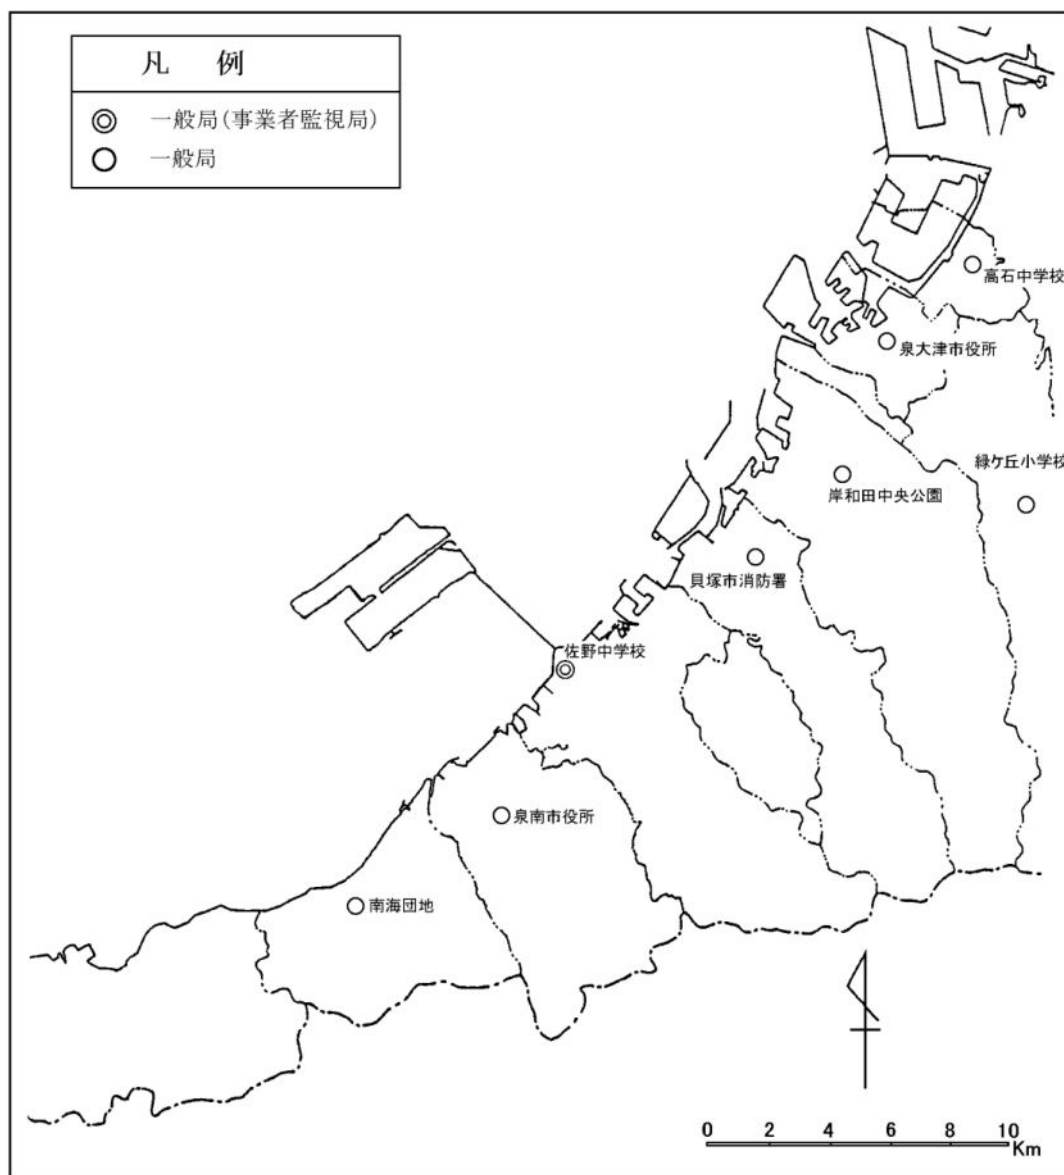 凡 例
一般局(事業者監視局)
一般局
高石中学校
泉大津市役所
緑ケ丘小学校
岸和田中央公園
貝塚市消防署
佐野中学校
泉南市役所
南海団地
0 2 4 6 8 10
Km